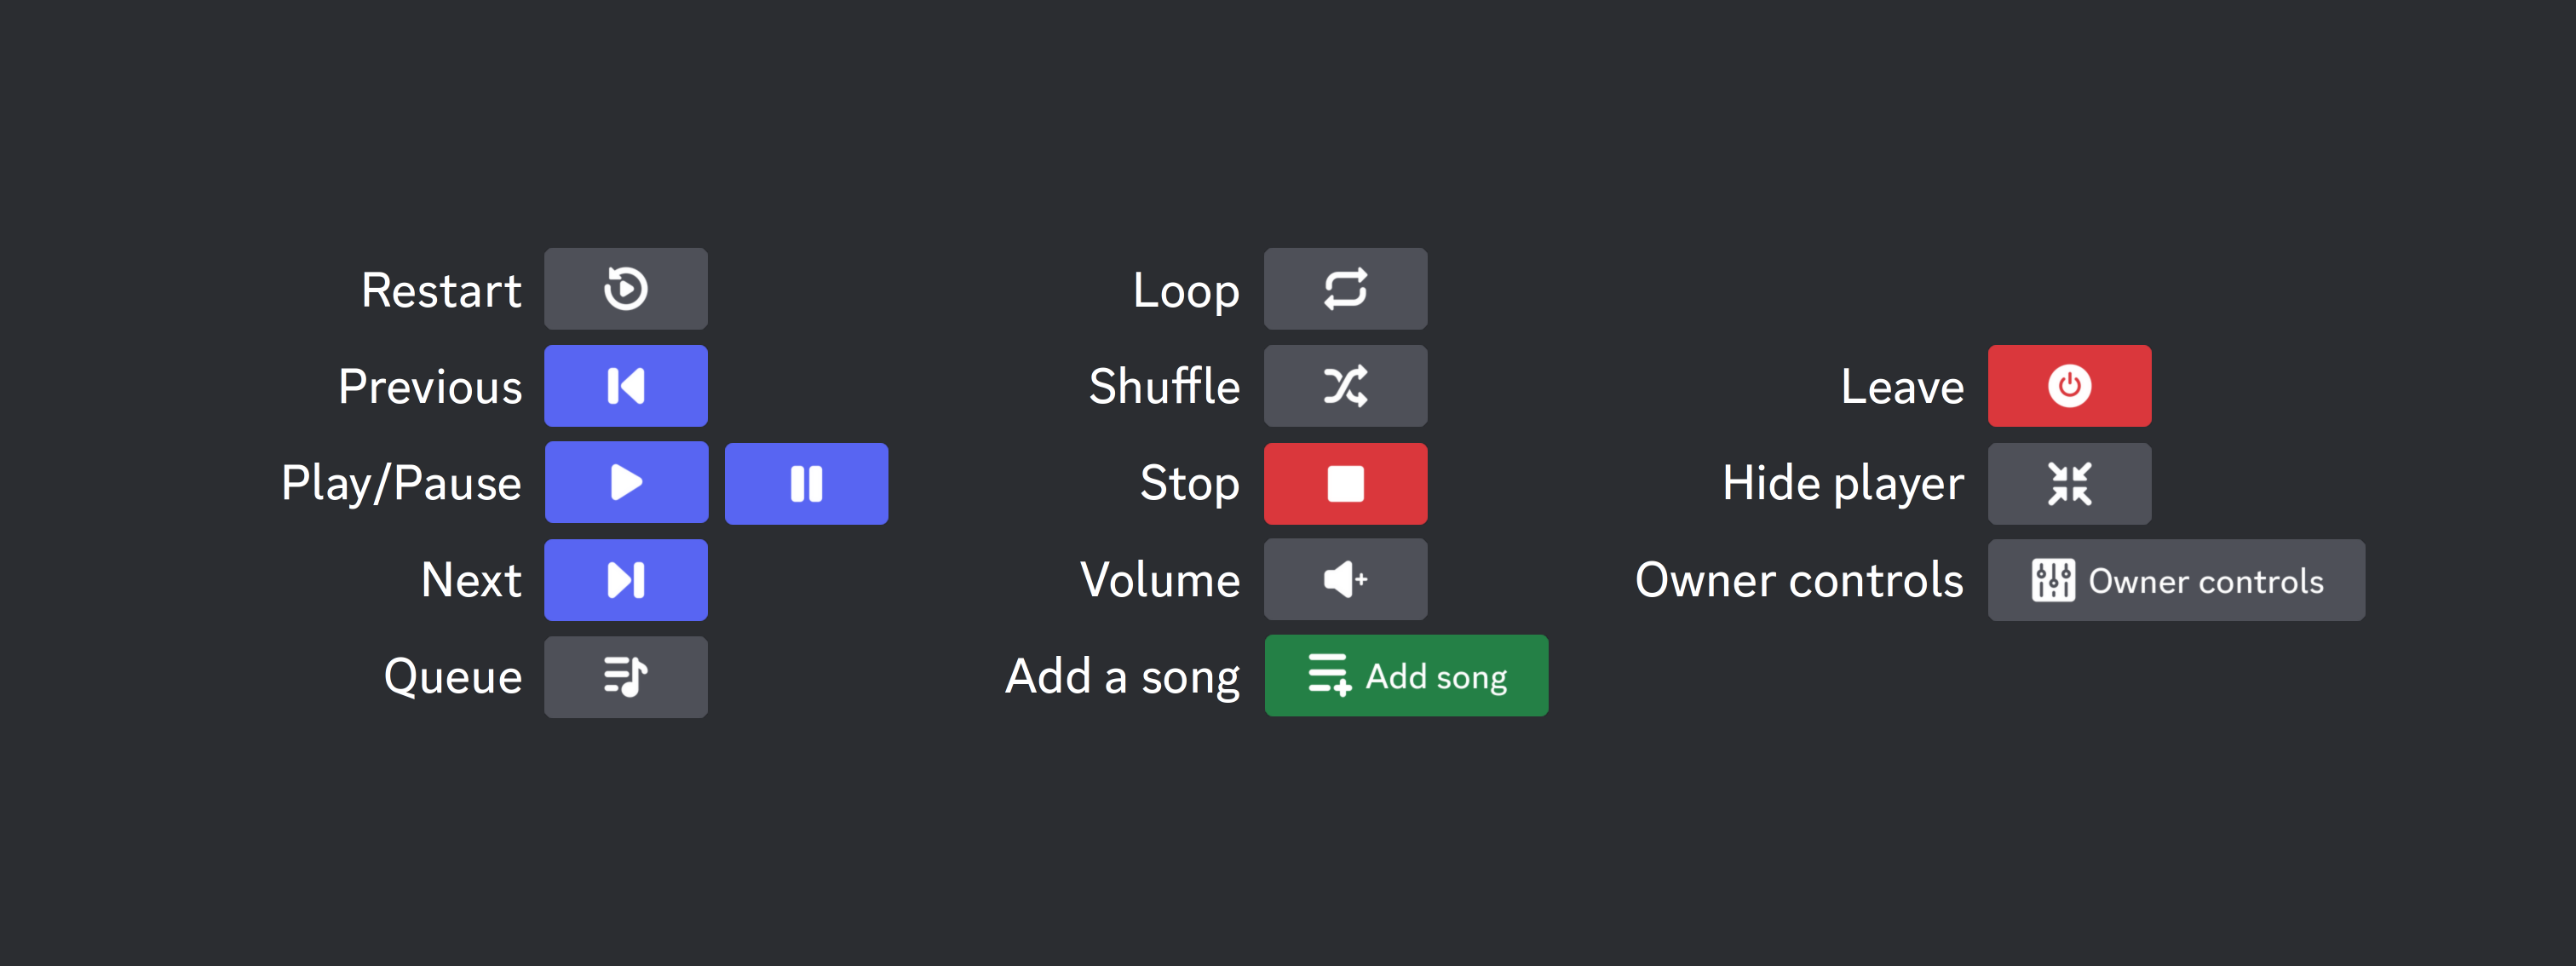 Restart
Previous
Play/Pause
Next
Queue
Loop
Shuffle
Stop
Volume
Add a song
Add song
Leave
Hide player
Owner controls
Owner controls